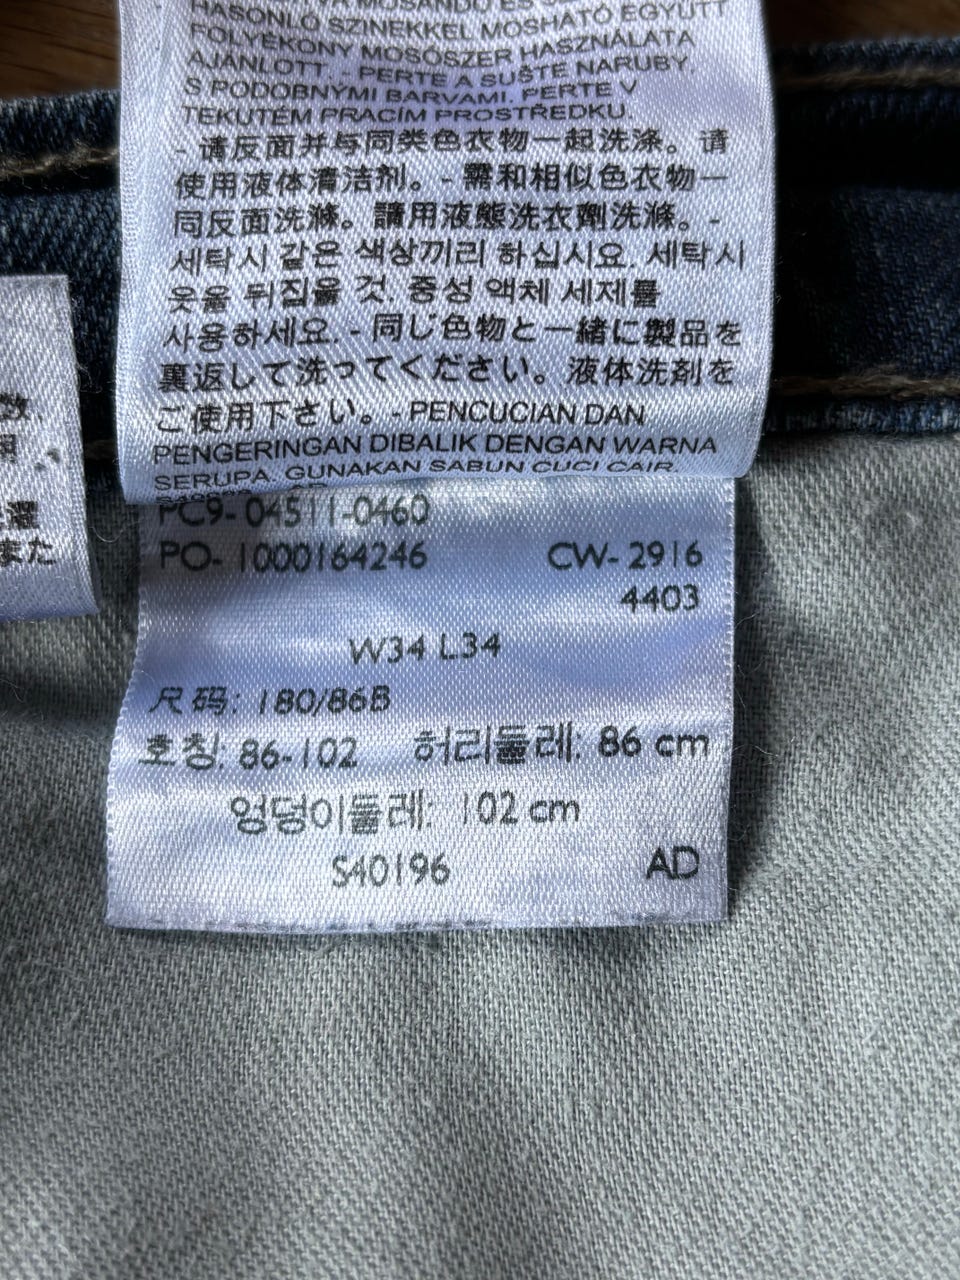 MOSANDÓ ÉS
HASONLÓ SZINEKKEL MOSHATÓ EGYÜTT
FOLYÉKONY MOSÓSZER HASZNÁLATA
AJÁNLOTT. - PERTE A SUŠTE NARUBY,
S PODOBNÝMI BARVAMI. PERTE V
TEKUTÉM PRACÍM PROSTŘEDKU.
- 请反面并与同类色衣物一起洗涤。请
使用液体清洁剂。- 需和相似色衣物一
同反面洗滌。請用液態洗衣劑洗滌。-
세탁시 같은 색상끼리 하십시요. 세탁시
옷을 뒤집을 것. 중성 액체 세제를
사용하세요. - 同じ色物と一緒に製品を
裏返して洗ってください。液体洗剤を
ご使用下さい。- PENCUCIAN DAN
PENGERINGAN DIBALIK DENGAN WARNA
SERUPA. GUNAKAN SABUN CUCI CAIR.
PC9- 04511-0460
PO- 1000164246 CW- 2916
4403
W34 L34
尺码: 180/86B
호칭: 86-102 허리둘레: 86 cm
엉덩이둘레: 102 cm
S40196 AD
また